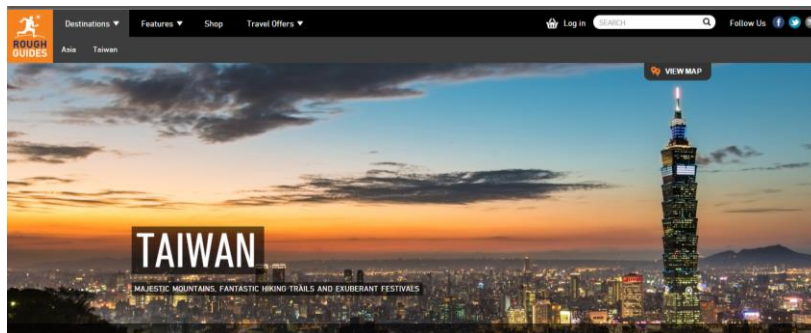 Destinations ▼ Features ▼ Shop Travel Offers ▼ Log in SEARCH Follow Us
ROUGH
GUIDES
Asia Taiwan
VIEW MAP
TAIWAN
MAJESTIC MOUNTAINS, FANTASTIC HIKING TRAILS AND EXUBERANT FESTIVALS